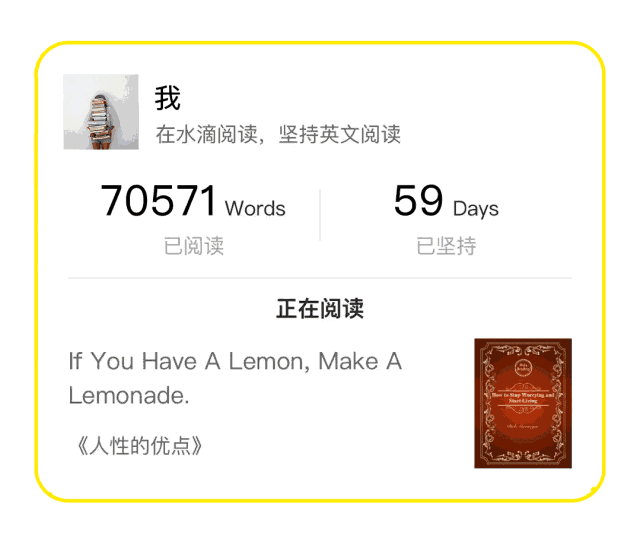 我
在水滴阅读，坚持英文阅读
70571 Words
已阅读
59 Days
已坚持
正在阅读
If You Have A Lemon, Make A
Lemonade.
《人性的优点》
How to Stop Worrying and
Start Living